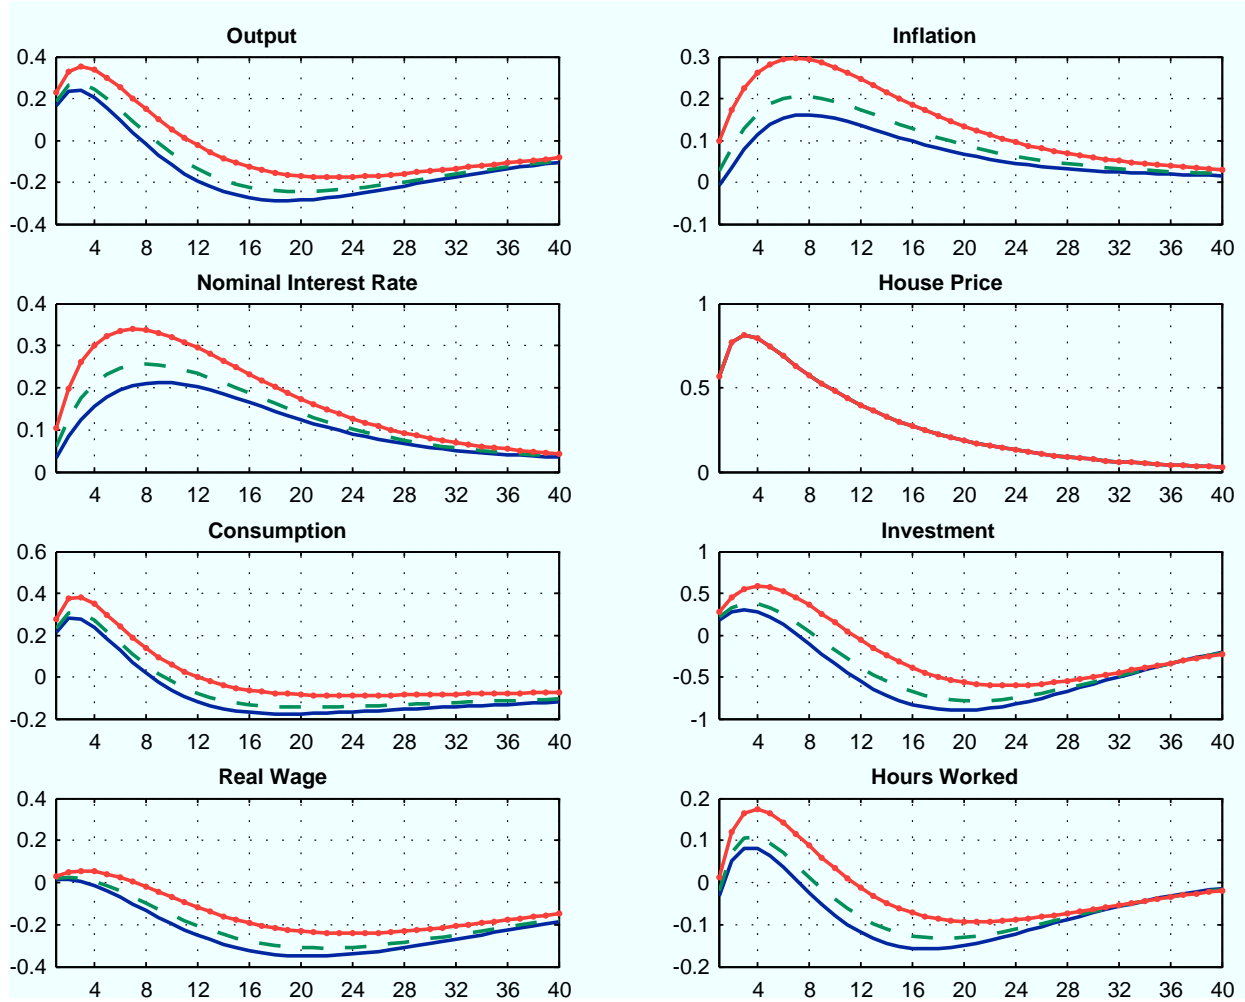 Output
0.4
0.2
0
-0.2
-0.4
4 8 12 16 20 24 28 32 36 40
Inflation
0.3
0.2
0.1
0
-0.1
4 8 12 16 20 24 28 32 36 40
Nominal Interest Rate
0.4
0.3
0.2
0.1
0
4 8 12 16 20 24 28 32 36 40
House Price
1
0.5
0
4 8 12 16 20 24 28 32 36 40
Consumption
0.6
0.4
0.2
0
-0.2
4 8 12 16 20 24 28 32 36 40
Investment
1
0.5
0
-0.5
-1
4 8 12 16 20 24 28 32 36 40
Real Wage
0.4
0.2
0
-0.2
-0.4
4 8 12 16 20 24 28 32 36 40
Hours Worked
0.2
0.1
0
-0.1
-0.2
4 8 12 16 20 24 28 32 36 40